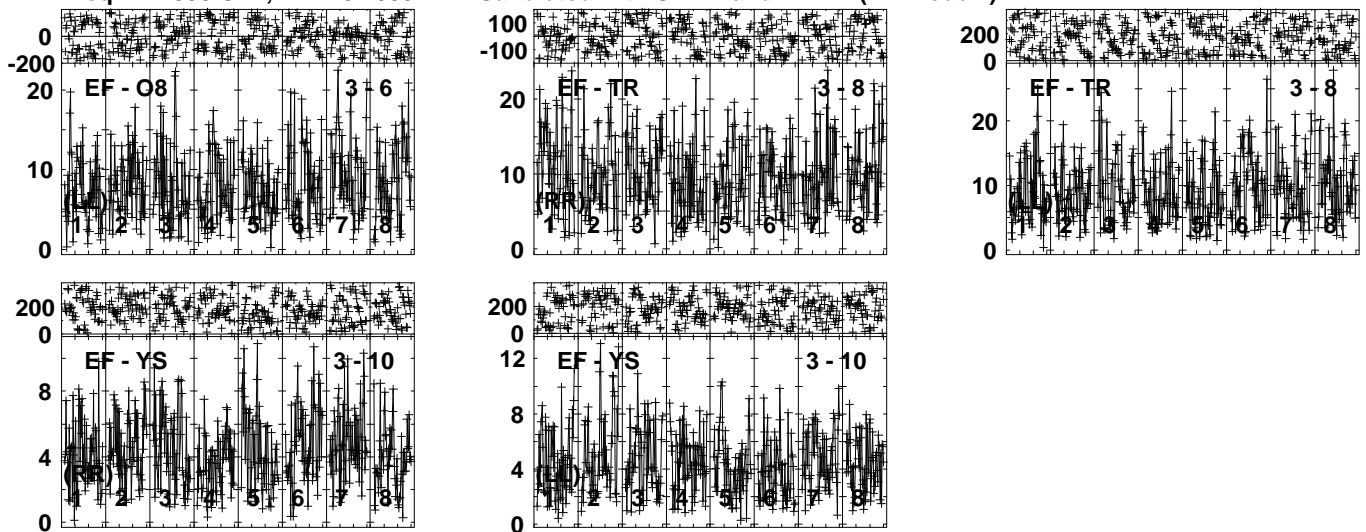 0 100 200
-200 -100 0
EF - O8 3 - 6 EF - TR 3 - 8 EF - TR 3 - 8
20 20 20
10 10 10
(LL) (RR) (LL)
1 2 3 4 5 6 7 8 1 2 3 4 5 6 7 8 1 2 3 4 5 6 7 8
0 0 0
200 200
0 0
EF - YS 3 - 10 EF - YS 3 - 10
8 12
4 8
(RR) 4 (LL)
1 2 3 4 5 6 7 8 1 2 3 4 5 6 7 8
0 0